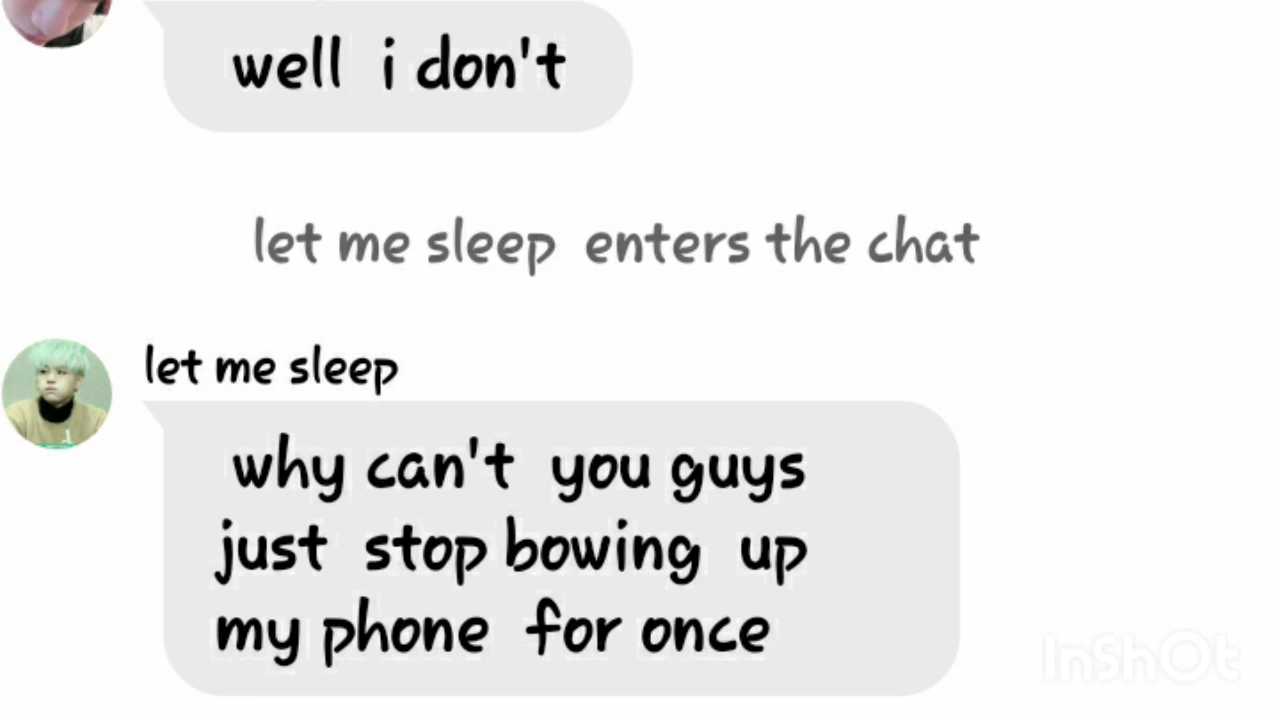 well i don't
let me sleep enters the chat
let me sleep
why can't you guys
just stop bowing up
my phone for once
InShOt